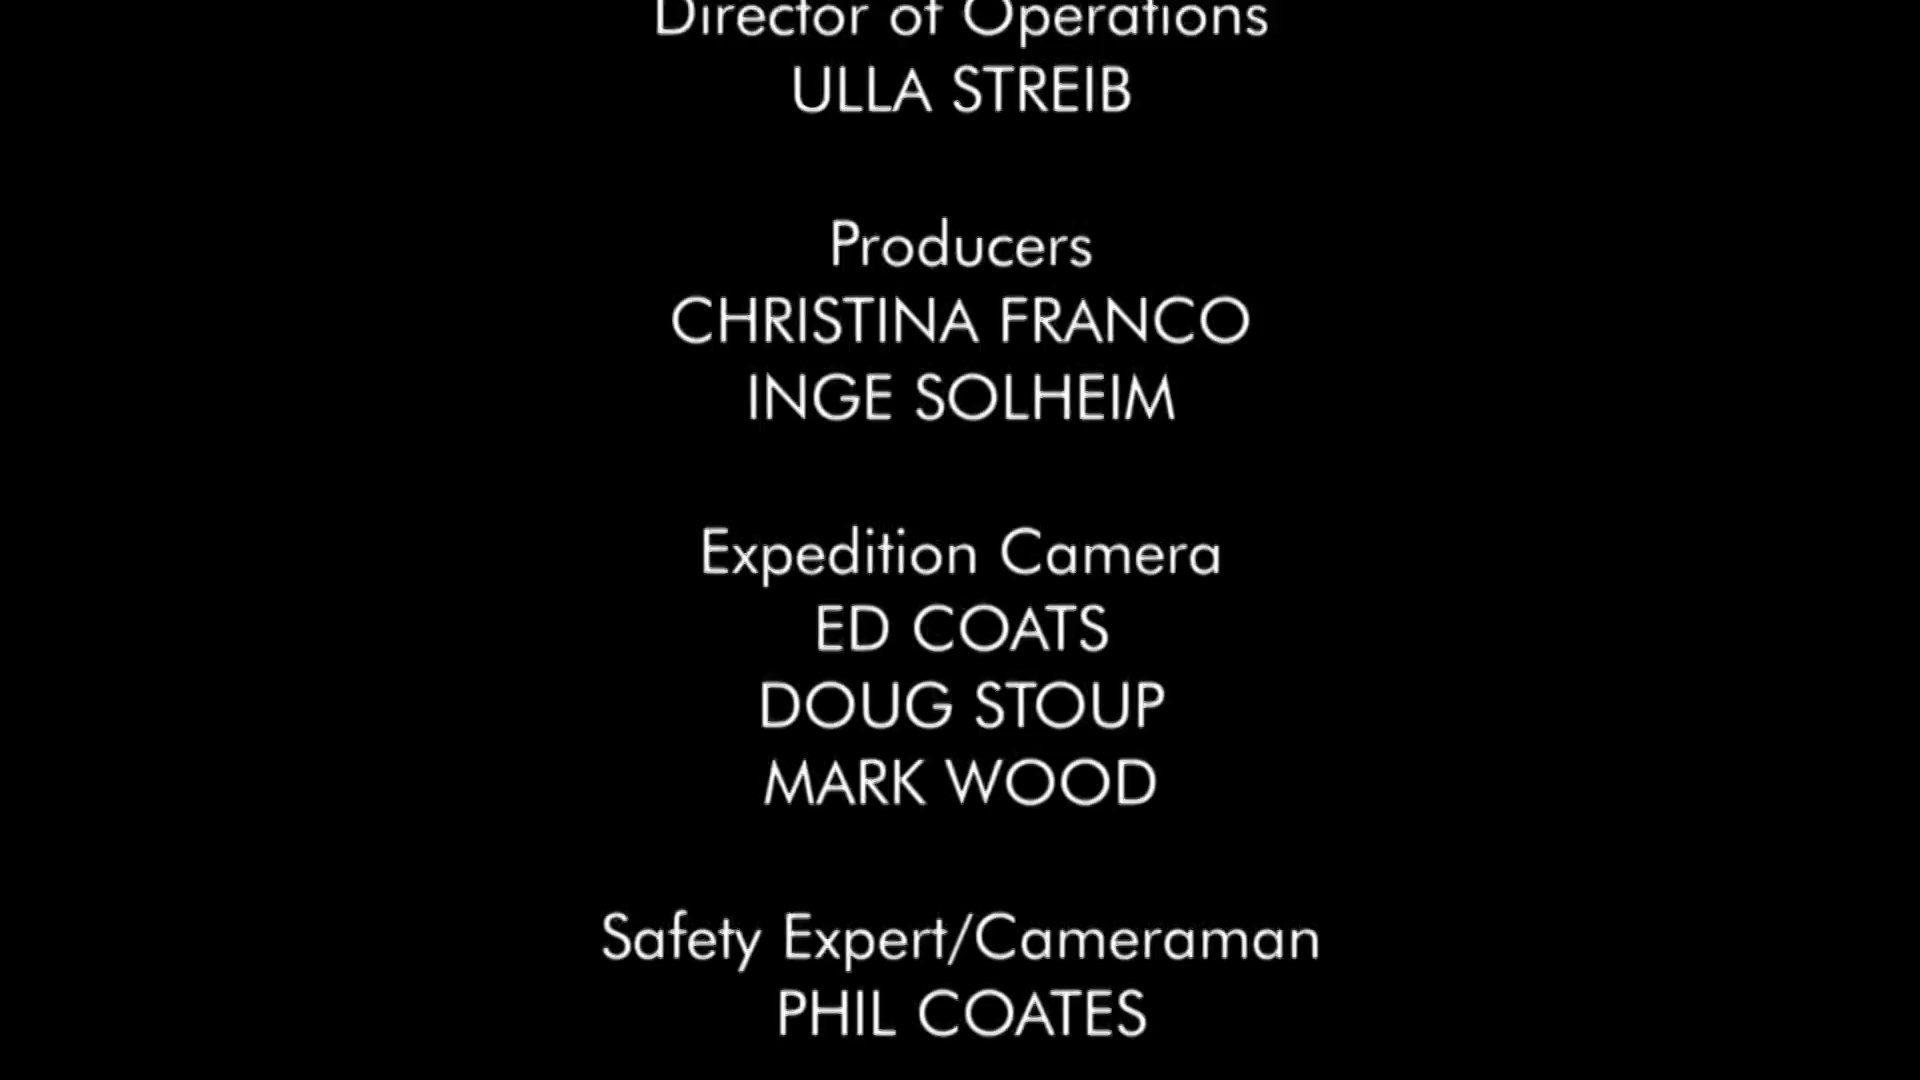 Director of Operations
ULLA STREIB
Producers
CHRISTINA FRANCO
INGE SOLHEIM
Expedition Camera
ED COATS
DOUG STOUP
MARK WOOD
Safety Expert/Cameraman
PHIL COATES